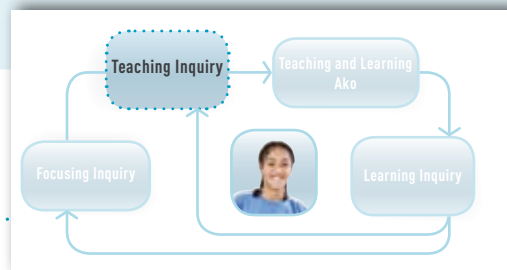 Teaching Inquiry
Teaching and Learning
Ako
Focusing Inquiry
Learning Inquiry